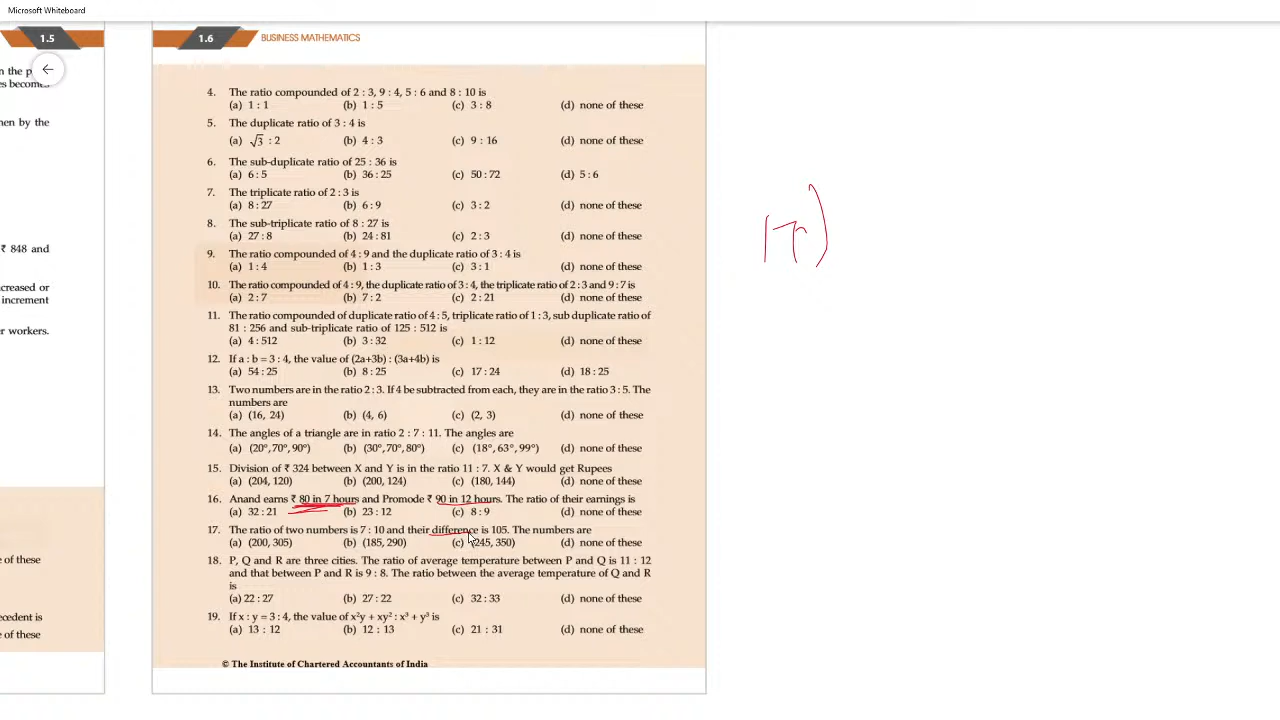 Microsoft Whiteboard
1.5
n the p
es becomes
hen by the
₹ 848 and
creased or
increment
er workers.
e of these
ecedent is
e of these
1.6 BUSINESS MATHEMATICS
4. The ratio compounded of 2 : 3, 9 : 4, 5 : 6 and 8 : 10 is
(a) 1 : 1 (b) 1 : 5 (c) 3 : 8 (d) none of these
5. The duplicate ratio of 3 : 4 is
(a) √3 : 2 (b) 4 : 3 (c) 9 : 16 (d) none of these
6. The sub-duplicate ratio of 25 : 36 is
(a) 6 : 5 (b) 36 : 25 (c) 50 : 72 (d) 5 : 6
7. The triplicate ratio of 2 : 3 is
(a) 8 : 27 (b) 6 : 9 (c) 3 : 2 (d) none of these
8. The sub-triplicate ratio of 8 : 27 is
(a) 27 : 8 (b) 24 : 81 (c) 2 : 3 (d) none of these
9. The ratio compounded of 4 : 9 and the duplicate ratio of 3 : 4 is
(a) 1 : 4 (b) 1 : 3 (c) 3 : 1 (d) none of these
10. The ratio compounded of 4 : 9, the duplicate ratio of 3 : 4, the triplicate ratio of 2 : 3 and 9 : 7 is
(a) 2 : 7 (b) 7 : 2 (c) 2 : 21 (d) none of these
11. The ratio compounded of duplicate ratio of 4 : 5, triplicate ratio of 1 : 3, sub duplicate ratio of
81 : 256 and sub-triplicate ratio of 125 : 512 is
(a) 4 : 512 (b) 3 : 32 (c) 1 : 12 (d) none of these
12. If a : b = 3 : 4, the value of (2a+3b) : (3a+4b) is
(a) 54 : 25 (b) 8 : 25 (c) 17 : 24 (d) 18 : 25
13. Two numbers are in the ratio 2 : 3. If 4 be subtracted from each, they are in the ratio 3 : 5. The
numbers are
(a) (16, 24) (b) (4, 6) (c) (2, 3) (d) none of these
14. The angles of a triangle are in ratio 2 : 7 : 11. The angles are
(a) (20°, 70°, 90°) (b) (30°, 70°, 80°) (c) (18°, 63°, 99°) (d) none of these
15. Division of ₹ 324 between X and Y is in the ratio 11 : 7. X & Y would get Rupees
(a) (204, 120) (b) (200, 124) (c) (180, 144) (d) none of these
16. Anand earns ₹ 80 in 7 hours and Promode ₹ 90 in 12 hours. The ratio of their earnings is
(a) 32 : 21 (b) 23 : 12 (c) 8 : 9 (d) none of these
17. The ratio of two numbers is 7 : 10 and their difference is 105. The numbers are
(a) (200, 305) (b) (185, 290) (c) (245, 350) (d) none of these
18. P, Q and R are three cities. The ratio of average temperature between P and Q is 11 : 12
and that between P and R is 9 : 8. The ratio between the average temperature of Q and R
is
(a) 22 : 27 (b) 27 : 22 (c) 32 : 33 (d) none of these
19. If x : y = 3 : 4, the value of x²y + xy² : x³ + y³ is
(a) 13 : 12 (b) 12 : 13 (c) 21 : 31 (d) none of these
© The Institute of Chartered Accountants of India